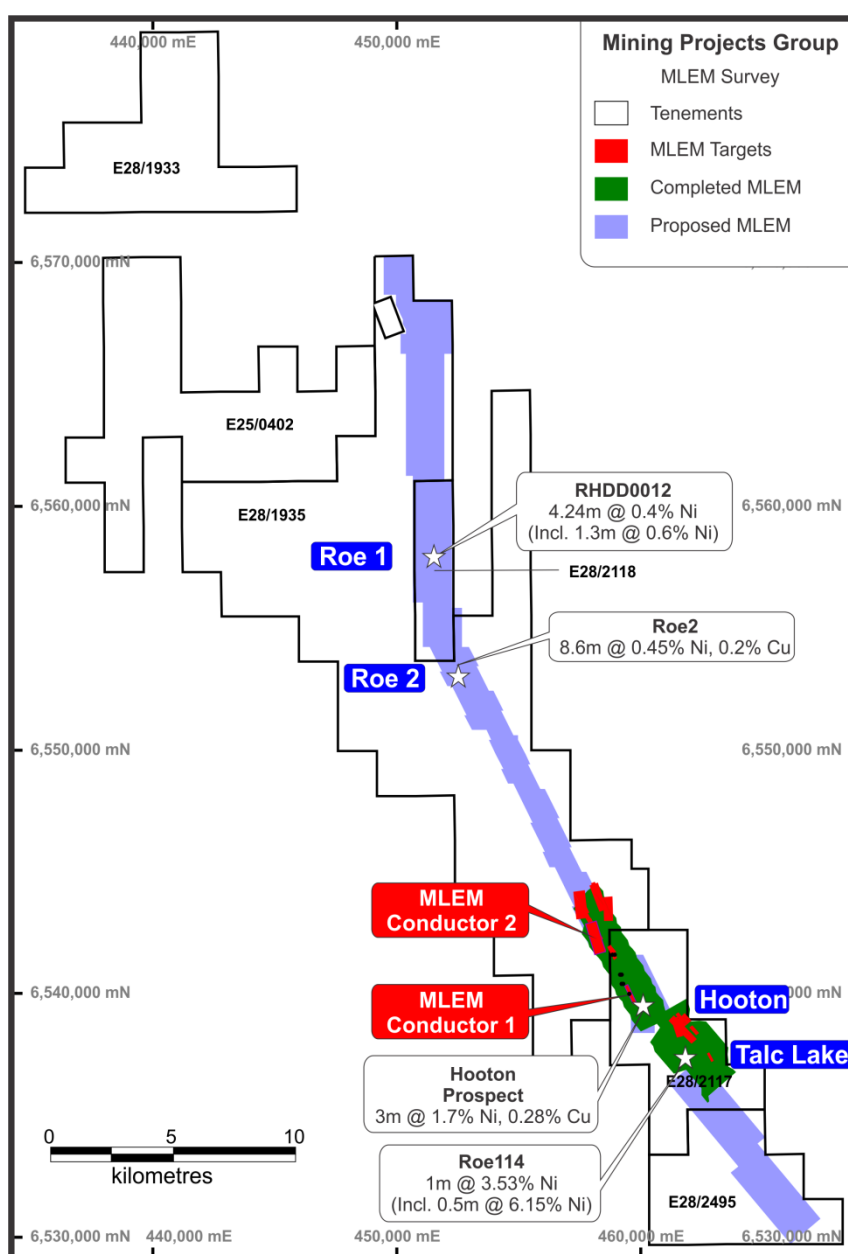 440,000 mE
450,000 mE
Mining Projects Group
MLEM Survey
Tenements
MLEM Targets
Completed MLEM
Proposed MLEM
E28/1933
6,570,000 mN
E25/0402
E28/1935
6,560,000 mN
RHDD0012
4.24m @ 0.4% Ni
(Incl. 1.3m @ 0.6% Ni)
6,560,000 mN
Roe 1
E28/2118
Roe2
8.6m @ 0.45% Ni, 0.2% Cu
Roe 2
6,550,000 mN
6,550,000 mN
MLEM
Conductor 2
6,540,000 mN
MLEM
Conductor 1
Hooton
Talc Lake
E28/2117
Hooton
Prospect
3m @ 1.7% Ni, 0.28% Cu
Roe114
1m @ 3.53% Ni
(Incl. 0.5m @ 6.15% Ni)
E28/2495
0 5 10
kilometres
6,530,000 mN
440,000 mE
450,000 mE
460,000 mE
6,530,000 mN